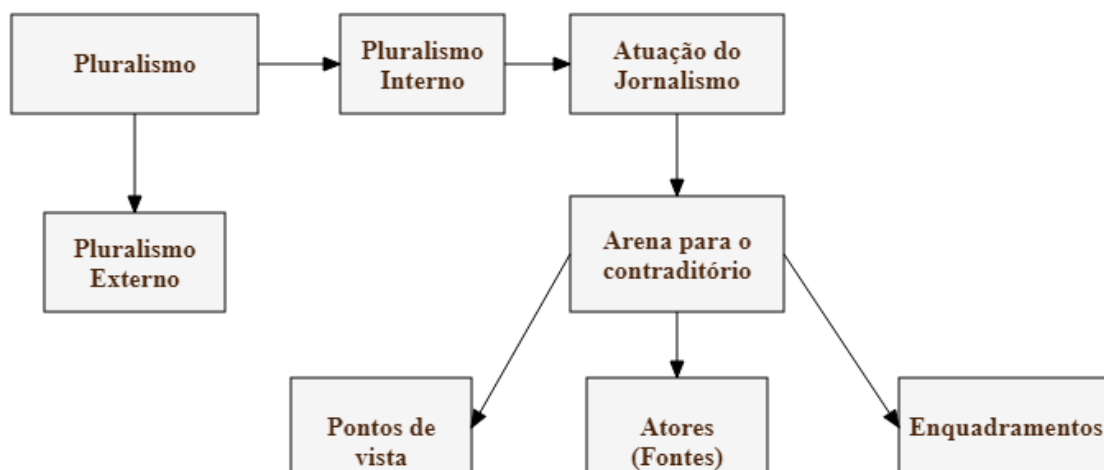 Pluralismo
Pluralismo
Interno
Atuação do
Jornalismo
Pluralismo
Externo
Arena para o
contraditório
Pontos de
vista
Atores
(Fontes)
Enquadramentos